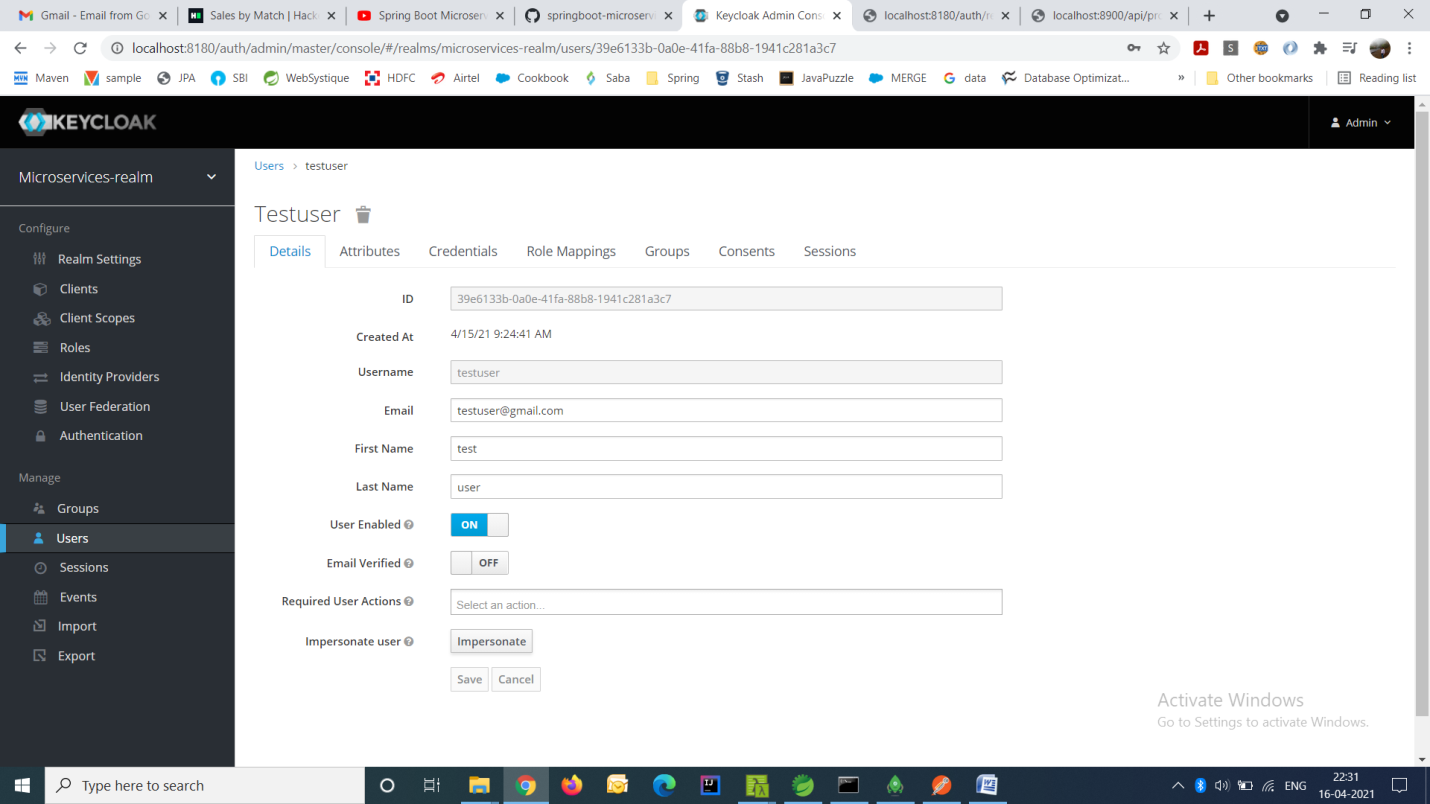 Gmail - Email from Go
Sales by Match | Hack
Spring Boot Microserv
springboot-microservi
Keycloak Admin Cons
localhost:8180/auth/r
localhost:8900/api/pro
localhost:8180/auth/admin/master/console/#/realms/microservices-realm/users/39e6133b-0a0e-41fa-88b8-1941c281a3c7
Maven sample JPA SBI WebSystique HDFC Airtel Cookbook Saba Spring Stash JavaPuzzle MERGE data Database Optimizat... » Other bookmarks Reading list
KEYCLOAK
Admin
Microservices-realm
Configure
Realm Settings
Clients
Client Scopes
Roles
Identity Providers
User Federation
Authentication
Manage
Groups
Users
Sessions
Events
Import
Export
Users > testuser
Testuser
Details Attributes Credentials Role Mappings Groups Consents Sessions
ID 39e6133b-0a0e-41fa-88b8-1941c281a3c7
Created At 4/15/21 9:24:41 AM
Username testuser
Email testuser@gmail.com
First Name test
Last Name user
User Enabled ON
Email Verified OFF
Required User Actions Select an action...
Impersonate user Impersonate
Save Cancel
Activate Windows
Go to Settings to activate Windows.
Type here to search
ENG
22:31
16-04-2021